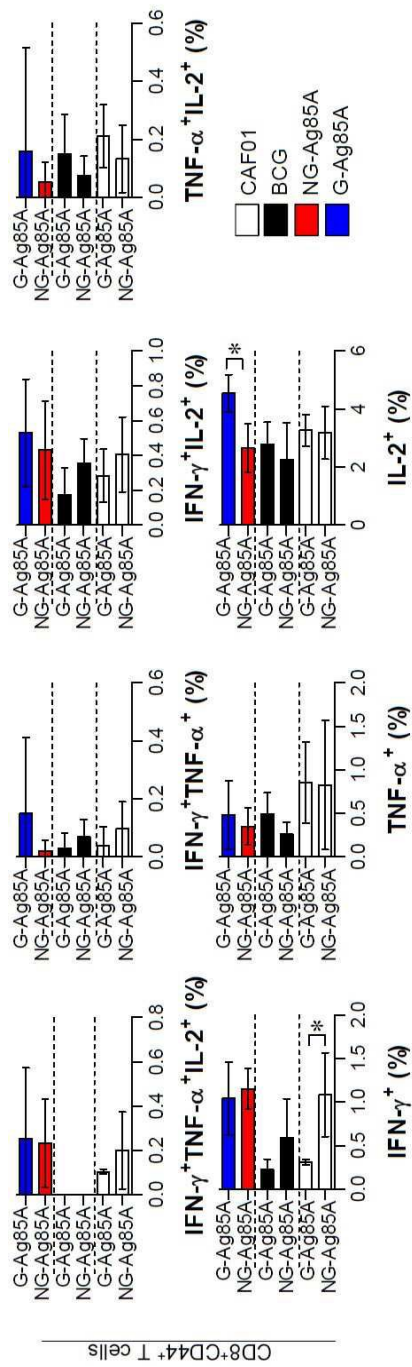 CD8⁺CD44⁺ T cells
G-Ag85A
NG-Ag85A
G-Ag85A
NG-Ag85A
G-Ag85A
NG-Ag85A
0.0 0.2 0.4 0.6 0.8
IFN-γ⁺TNF-α⁺IL-2⁺ (%)
G-Ag85A
NG-Ag85A
G-Ag85A
NG-Ag85A
G-Ag85A
NG-Ag85A
0.0 0.2 0.4 0.6
IFN-γ⁺TNF-α⁺ (%)
G-Ag85A
NG-Ag85A
G-Ag85A
NG-Ag85A
G-Ag85A
NG-Ag85A
0.0 0.2 0.4 0.6 0.8 1.0
IFN-γ⁺IL-2⁺ (%)
G-Ag85A
NG-Ag85A
G-Ag85A
NG-Ag85A
G-Ag85A
NG-Ag85A
0.0 0.2 0.4 0.6
TNF-α⁺IL-2⁺ (%)
G-Ag85A
NG-Ag85A
G-Ag85A
NG-Ag85A
G-Ag85A
NG-Ag85A
*
0.0 0.5 1.0 1.5 2.0
IFN-γ⁺ (%)
G-Ag85A
NG-Ag85A
G-Ag85A
NG-Ag85A
G-Ag85A
NG-Ag85A
0.0 0.5 1.0 1.5 2.0
TNF-α⁺ (%)
G-Ag85A
NG-Ag85A
G-Ag85A
NG-Ag85A
G-Ag85A
NG-Ag85A
*
0 2 4 6
IL-2⁺ (%)
CAF01
BCG
NG-Ag85A
G-Ag85A